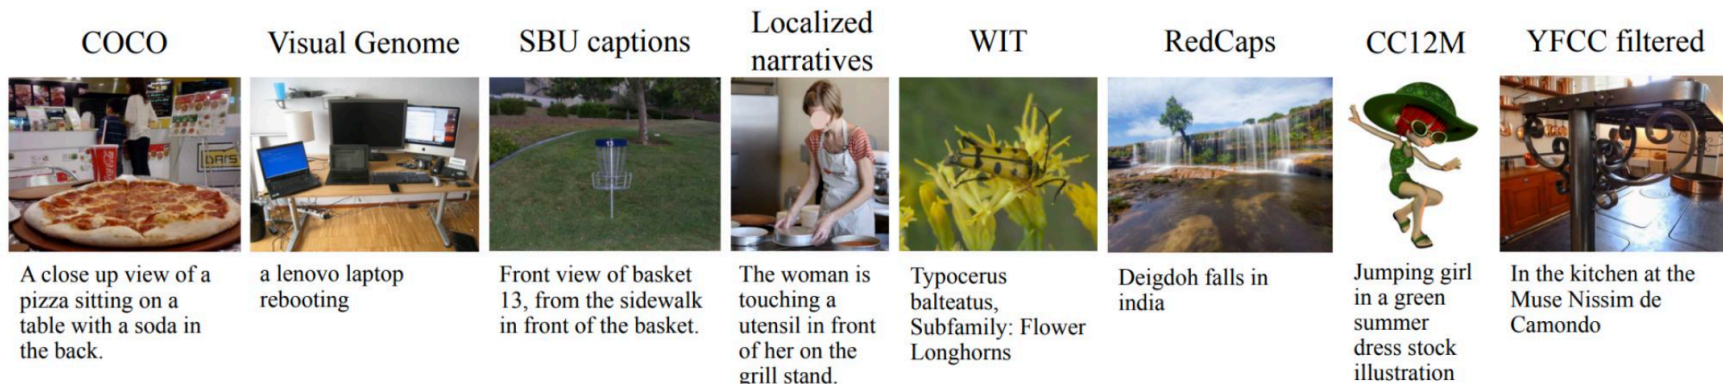 COCO
Visual Genome
SBU captions
Localized
narratives
WIT
RedCaps
CC12M
YFCC filtered
13
A close up view of a
pizza sitting on a
table with a soda in
the back.
a lenovo laptop
rebooting
Front view of basket
13, from the sidewalk
in front of the basket.
The woman is
touching a
utensil in front
of her on the
grill stand.
Typocerus
balteatus,
Subfamily: Flower
Longhorns
Deigdoh falls in
india
Jumping girl
in a green
summer
dress stock
illustration
In the kitchen at the
Muse Nissim de
Camondo